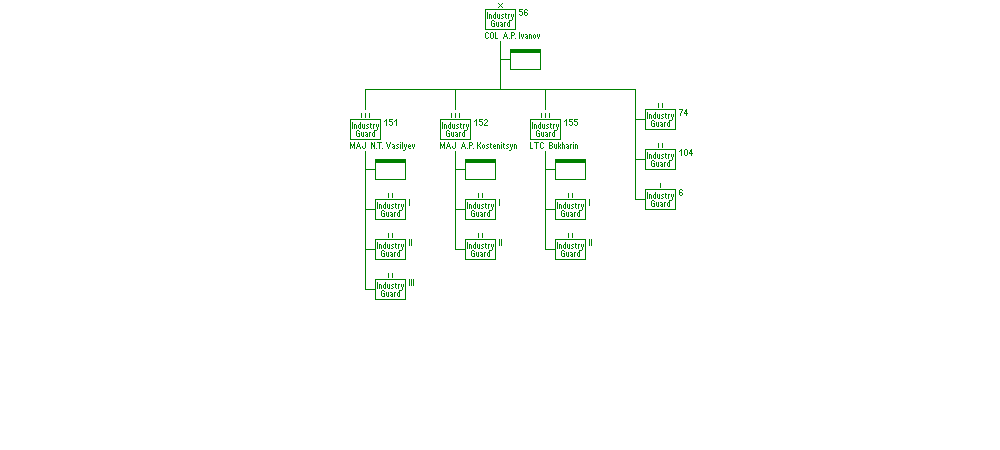 X
Industry
Guard
56
COL A.P. Ivanov
III
Industry
Guard
151
MAJ N.T. Vasilyev
III
Industry
Guard
152
MAJ A.P. Kostenitsyn
III
Industry
Guard
155
LTC Bukharin
II
Industry
Guard
74
II
Industry
Guard
104
I
Industry
Guard
6
II
Industry
Guard
I
II
Industry
Guard
I
II
Industry
Guard
I
II
Industry
Guard
II
II
Industry
Guard
II
II
Industry
Guard
II
II
Industry
Guard
III